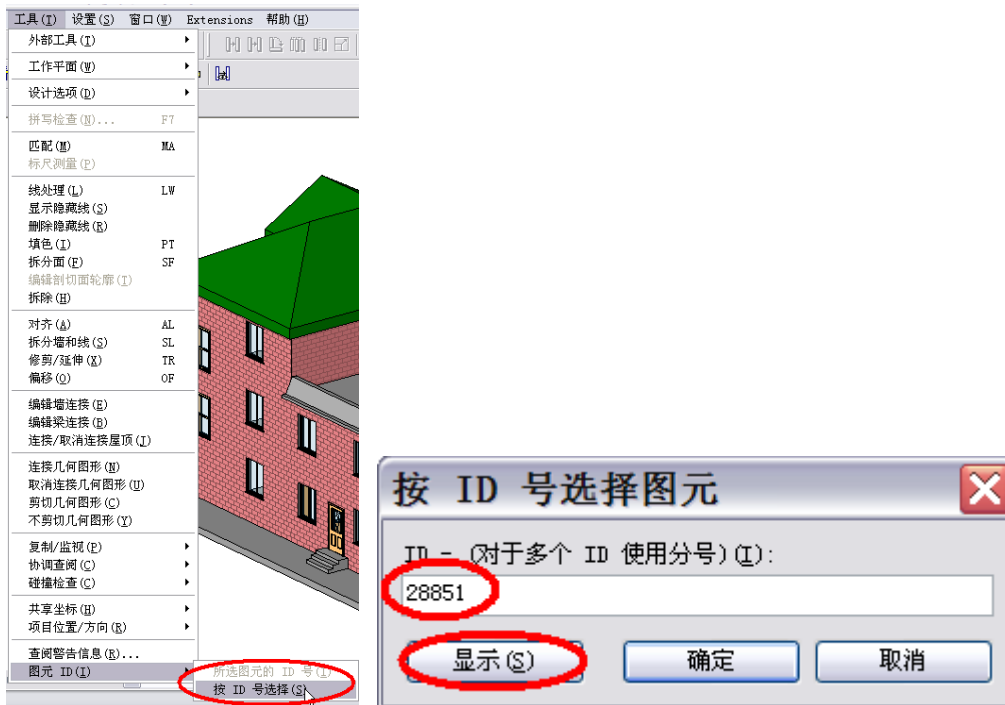 工具(T) 设置(S) 窗口(W) Extensions 帮助(H)
外部工具(T)
工作平面(W)
设计选项(D)
拼写检查(N)... F7
匹配(M) MA
标尺测量(P)
线处理(L) LW
显示隐藏线(S)
删除隐藏线(R)
填色(I) PT
拆分面(F) SF
编辑剖切面轮廓(T)
拆除(H)
对齐(A) AL
拆分墙和线(S) SL
修剪/延伸(X) TR
偏移(O) OF
编辑墙连接(E)
编辑梁连接(B)
连接/取消连接屋顶(J)
连接几何图形(N)
取消连接几何图形(U)
剪切几何图形(C)
不剪切几何图形(Y)
复制/监视(P)
协调查阅(C)
碰撞检查(C)
共享坐标(H)
项目位置/方向(R)
查阅警告信息(R)...
图元 ID(I)
所选图元的 ID 号(I)
按 ID 号选择(S)
按 ID 号选择图元
ID - (对于多个 ID 使用分号)(I):
28851
显示(S) 确定 取消